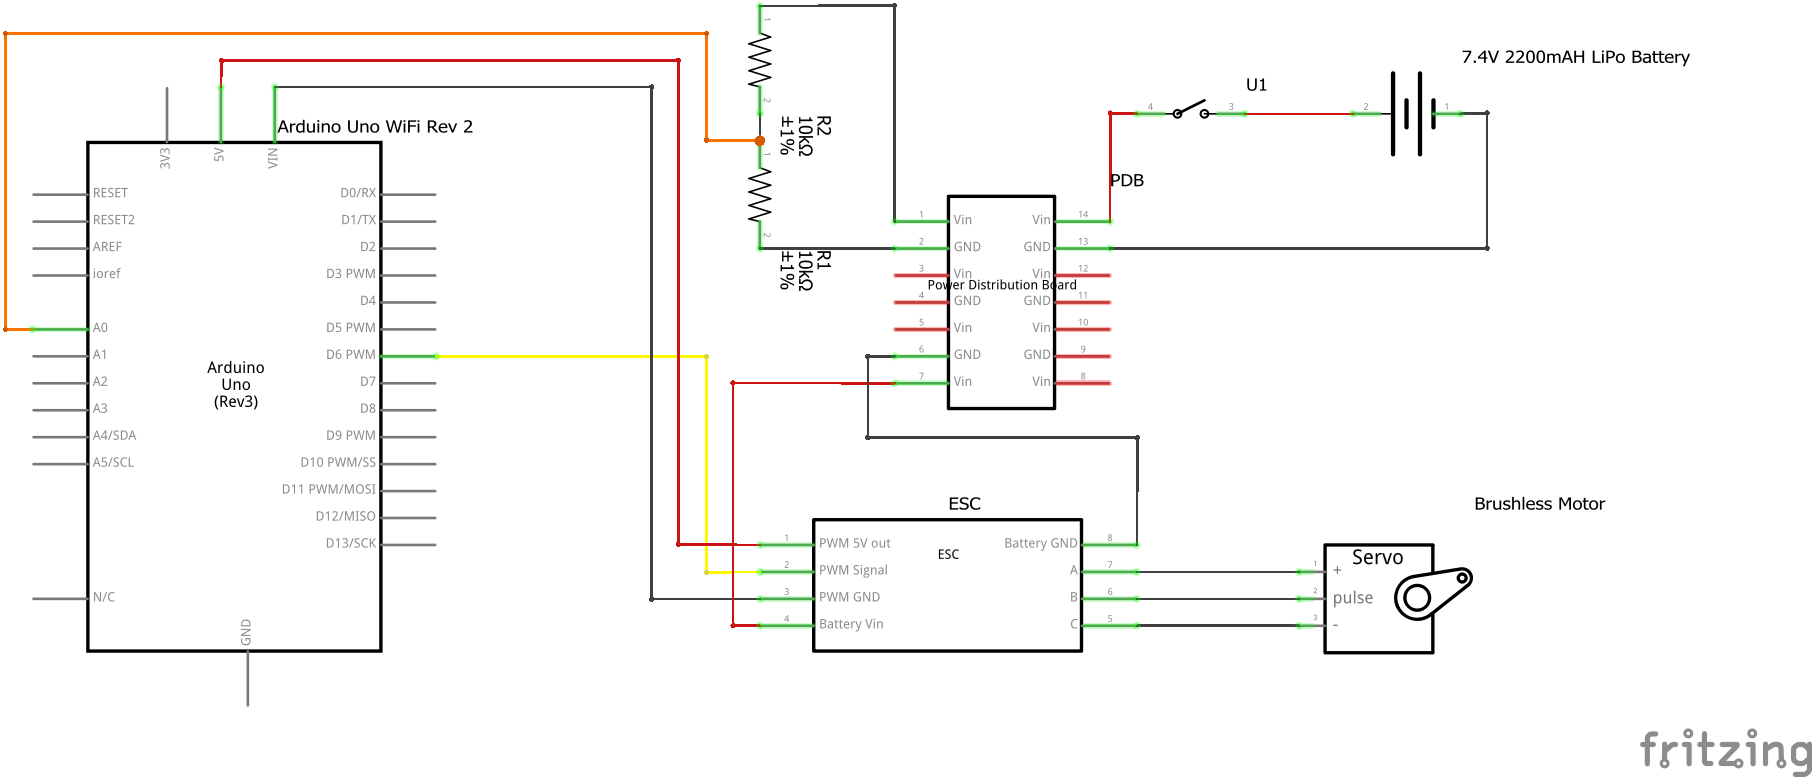 7.4V 2200mAH LiPo Battery
U1
4
3
2
1
1
2
R2
10kΩ
±1%
1
2
R1
10kΩ
±1%
Arduino Uno WiFi Rev 2
3V3
5V
VIN
RESET
RESET2
AREF
ioref
A0
A1
A2
A3
A4/SDA
A5/SCL
N/C
GND
D0/RX
D1/TX
D2
D3 PWM
D4
D5 PWM
D6 PWM
D7
D8
D9 PWM
D10 PWM/SS
D11 PWM/MOSI
D12/MISO
D13/SCK
Arduino
Uno
(Rev3)
PDB
1 Vin Vin 14
2 GND GND 13
3 Vin Vin 12
Power Distribution Board
4 GND GND 11
5 Vin Vin 10
6 GND GND 9
7 Vin Vin 8
ESC
1 PWM 5V out Battery GND 8
ESC
2 PWM Signal A 7
3 PWM GND B 6
4 Battery Vin C 5
Brushless Motor
Servo
1 +
2 pulse
3 -
fritzing